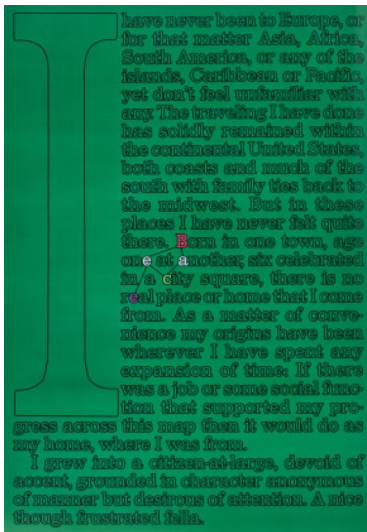 I have never been to Europe, or
for that matter Asia, Africa,
South America, or any of the
islands, Caribbean or Pacific,
yet don't feel unfamiliar with
any. The traveling I have done
has solidly remained within
the continental United States,
both coasts and much of the
south with family ties back to
the midwest. But in these
places I have never felt quite
there. Born in one town, age
one at another, six celebrated
in a city square, there is no
real place or home that I come
from. As a matter of conve-
nience my origins have been
wherever I have spent any
expansion of time: If there
was a job or some social func-
tion that supported my pro-
gress across this map then it would do as
my home, where I was from.
I grew into a citizen-at-large, devoid of
accent, grounded in character anonymous
of manner but desirous of attention. A nice
though frustrated fella.